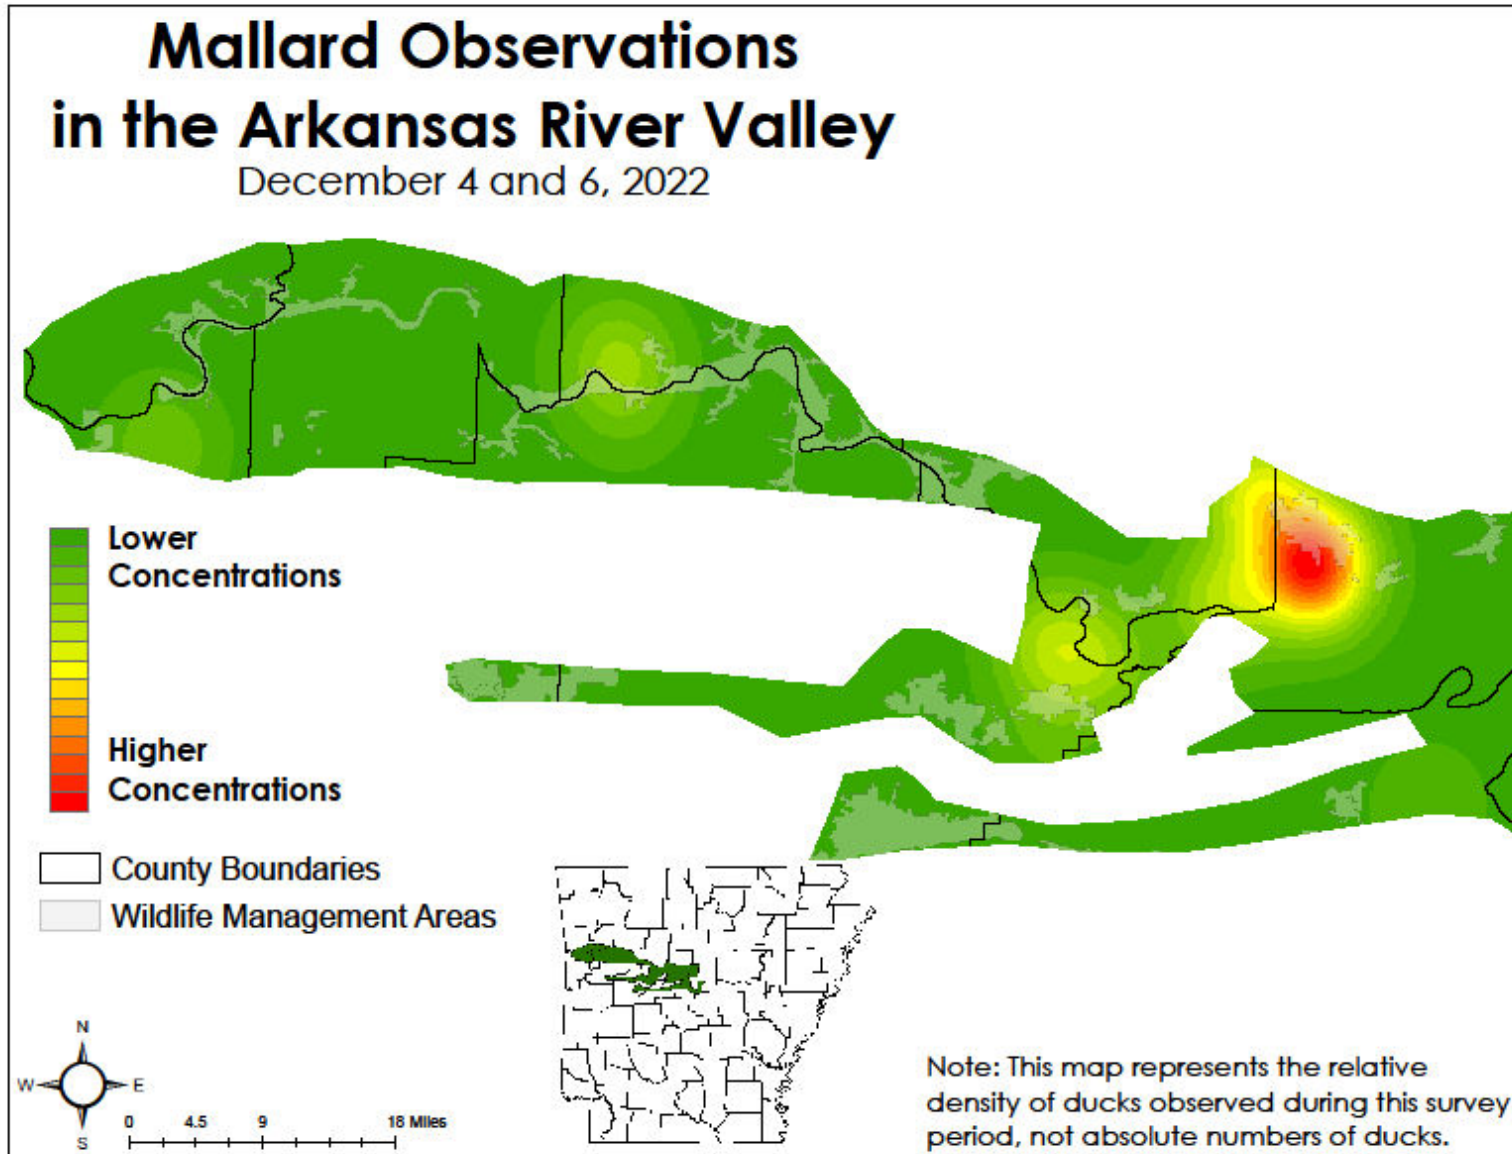 Mallard Observations
in the Arkansas River Valley
December 4 and 6, 2022
Lower
Concentrations
Higher
Concentrations
County Boundaries
Wildlife Management Areas
N
W E
S
0 4.5 9 18 Miles
Note: This map represents the relative
density of ducks observed during this survey
period, not absolute numbers of ducks.